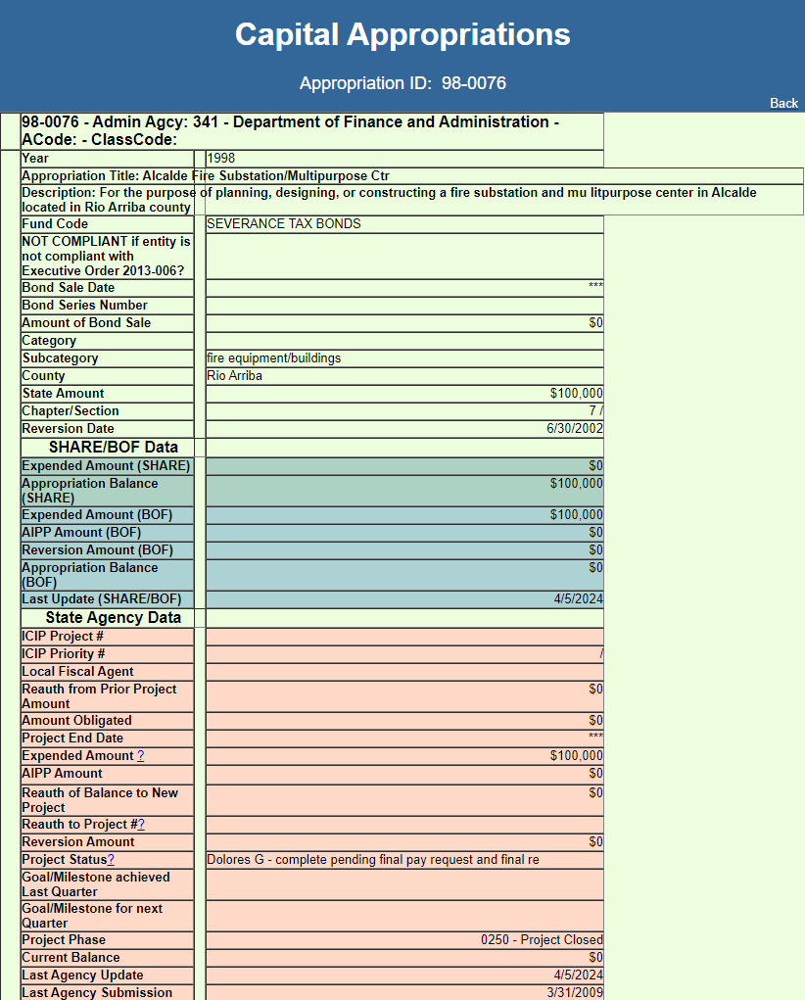 Capital Appropriations
Appropriation ID:  98-0076
Back
98-0076 - Admin Agcy: 341 - Department of Finance and Administration -
ACode: - ClassCode:
Year 1998
Appropriation Title: Alcalde Fire Substation/Multipurpose Ctr
Description: For the purpose of planning, designing, or constructing a fire substation and mu litpurpose center in Alcalde
located in Rio Arriba county
Fund Code SEVERANCE TAX BONDS
NOT COMPLIANT if entity is
not compliant with
Executive Order 2013-006?
Bond Sale Date ***
Bond Series Number
Amount of Bond Sale $0
Category
Subcategory fire equipment/buildings
County Rio Arriba
State Amount $100,000
Chapter/Section 7 /
Reversion Date 6/30/2002
SHARE/BOF Data
Expended Amount (SHARE) $0
Appropriation Balance $100,000
(SHARE)
Expended Amount (BOF) $100,000
AIPP Amount (BOF) $0
Reversion Amount (BOF) $0
Appropriation Balance $0
(BOF)
Last Update (SHARE/BOF) 4/5/2024
State Agency Data
ICIP Project #
ICIP Priority # /
Local Fiscal Agent
Reauth from Prior Project $0
Amount
Amount Obligated $0
Project End Date ***
Expended Amount ? $100,000
AIPP Amount $0
Reauth of Balance to New $0
Project
Reauth to Project #?
Reversion Amount $0
Project Status? Dolores G - complete pending final pay request and final re
Goal/Milestone achieved
Last Quarter
Goal/Milestone for next
Quarter
Project Phase 0250 - Project Closed
Current Balance $0
Last Agency Update 4/5/2024
Last Agency Submission 3/31/2009